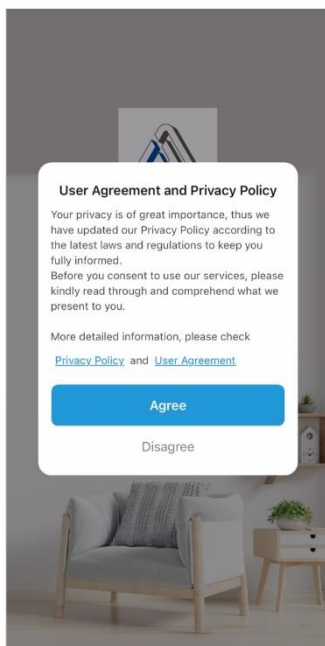 User Agreement and Privacy Policy
Your privacy is of great importance, thus we
have updated our Privacy Policy according to
the latest laws and regulations to keep you
fully informed.
Before you consent to use our services, please
kindly read through and comprehend what we
present to you.
More detailed information, please check
Privacy Policy and User Agreement
Agree
Disagree